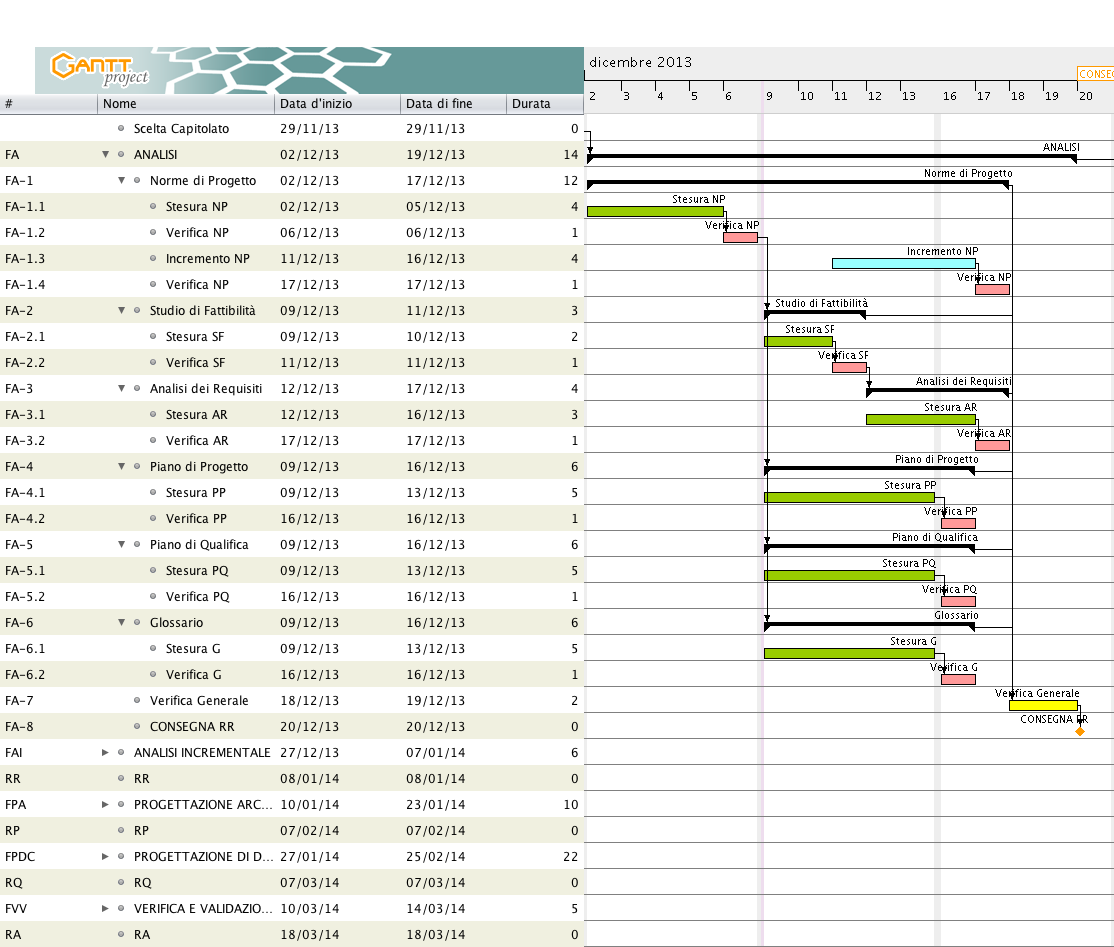 GANTT project
dicembre 2013
CONSEG
2 3 4 5 6 9 10 11 12 13 16 17 18 19 20
# Nome Data d'inizio Data di fine Durata
Scelta Capitolato 29/11/13 29/11/13 0
FA ANALISI 02/12/13 19/12/13 14 ANALISI
FA-1 Norme di Progetto 02/12/13 17/12/13 12 Norme di Progetto
FA-1.1 Stesura NP 02/12/13 05/12/13 4 Stesura NP
FA-1.2 Verifica NP 06/12/13 06/12/13 1 Verifica NP
FA-1.3 Incremento NP 11/12/13 16/12/13 4 Incremento NP
FA-1.4 Verifica NP 17/12/13 17/12/13 1 Verifica NP
FA-2 Studio di Fattibilità 09/12/13 11/12/13 3 Studio di Fattibilità
FA-2.1 Stesura SF 09/12/13 10/12/13 2 Stesura SF
FA-2.2 Verifica SF 11/12/13 11/12/13 1 Verifica SF
FA-3 Analisi dei Requisiti 12/12/13 17/12/13 4 Analisi dei Requisiti
FA-3.1 Stesura AR 12/12/13 16/12/13 3 Stesura AR
FA-3.2 Verifica AR 17/12/13 17/12/13 1 Verifica AR
FA-4 Piano di Progetto 09/12/13 16/12/13 6 Piano di Progetto
FA-4.1 Stesura PP 09/12/13 13/12/13 5 Stesura PP
FA-4.2 Verifica PP 16/12/13 16/12/13 1 Verifica PP
FA-5 Piano di Qualifica 09/12/13 16/12/13 6 Piano di Qualifica
FA-5.1 Stesura PQ 09/12/13 13/12/13 5 Stesura PQ
FA-5.2 Verifica PQ 16/12/13 16/12/13 1 Verifica PQ
FA-6 Glossario 09/12/13 16/12/13 6 Glossario
FA-6.1 Stesura G 09/12/13 13/12/13 5 Stesura G
FA-6.2 Verifica G 16/12/13 16/12/13 1 Verifica G
FA-7 Verifica Generale 18/12/13 19/12/13 2 Verifica Generale
FA-8 CONSEGNA RR 20/12/13 20/12/13 0 CONSEGNA RR
FAI ANALISI INCREMENTALE 27/12/13 07/01/14 6
RR RR 08/01/14 08/01/14 0
FPA PROGETTAZIONE ARC... 10/01/14 23/01/14 10
RP RP 07/02/14 07/02/14 0
FPDC PROGETTAZIONE DI D... 27/01/14 25/02/14 22
RQ RQ 07/03/14 07/03/14 0
FVV VERIFICA E VALIDAZIO... 10/03/14 14/03/14 5
RA RA 18/03/14 18/03/14 0